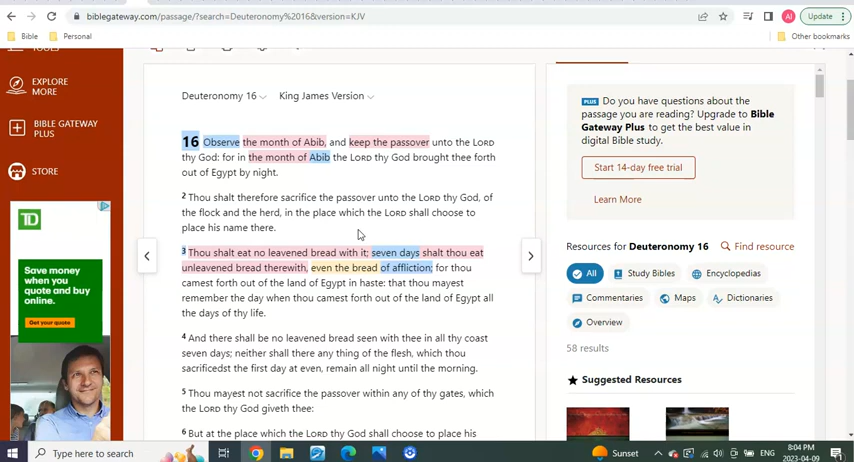 biblegateway.com/passage/?search=Deuteronomy%2016&version=KJV
AI
Update
Bible
Personal
Other bookmarks
TOOLS
EXPLORE
MORE
BIBLE GATEWAY
PLUS
STORE
TD
Save money
when you
quote and buy
online.
Get your quote
Deuteronomy 16
King James Version
16 Observe the month of Abib, and keep the passover unto the LORD
thy God: for in the month of Abib the LORD thy God brought thee forth
out of Egypt by night.
2 Thou shalt therefore sacrifice the passover unto the LORD thy God, of
the flock and the herd, in the place which the LORD shall choose to
place his name there.
3 Thou shalt eat no leavened bread with it; seven days shalt thou eat
unleavened bread therewith, even the bread of affliction; for thou
camest forth out of the land of Egypt in haste: that thou mayest
remember the day when thou camest forth out of the land of Egypt all
the days of thy life.
4 And there shall be no leavened bread seen with thee in all thy coast
seven days; neither shall there any thing of the flesh, which thou
sacrificedst the first day at even, remain all night until the morning.
5 Thou mayest not sacrifice the passover within any of thy gates, which
the LORD thy God giveth thee:
6 But at the place which the LORD thy God shall choose to place his
PLUS Do you have questions about the
passage you are reading? Upgrade to Bible
Gateway Plus to get the best value in
digital Bible study.
Start 14-day free trial
Learn More
Resources for Deuteronomy 16
Find resource
All
Study Bibles
Encyclopedias
Commentaries
Maps
Dictionaries
Overview
58 results
Suggested Resources
Type here to search
Sunset
ENG
8:04 PM
2023-04-09